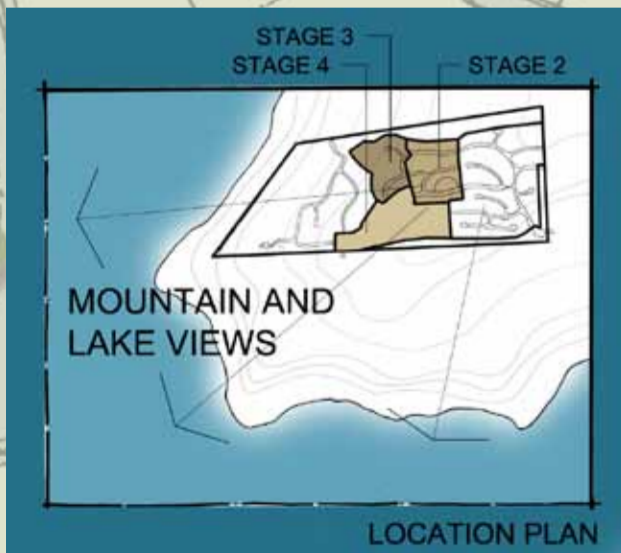 STAGE 3
STAGE 4
STAGE 2
MOUNTAIN AND
LAKE VIEWS
LOCATION PLAN